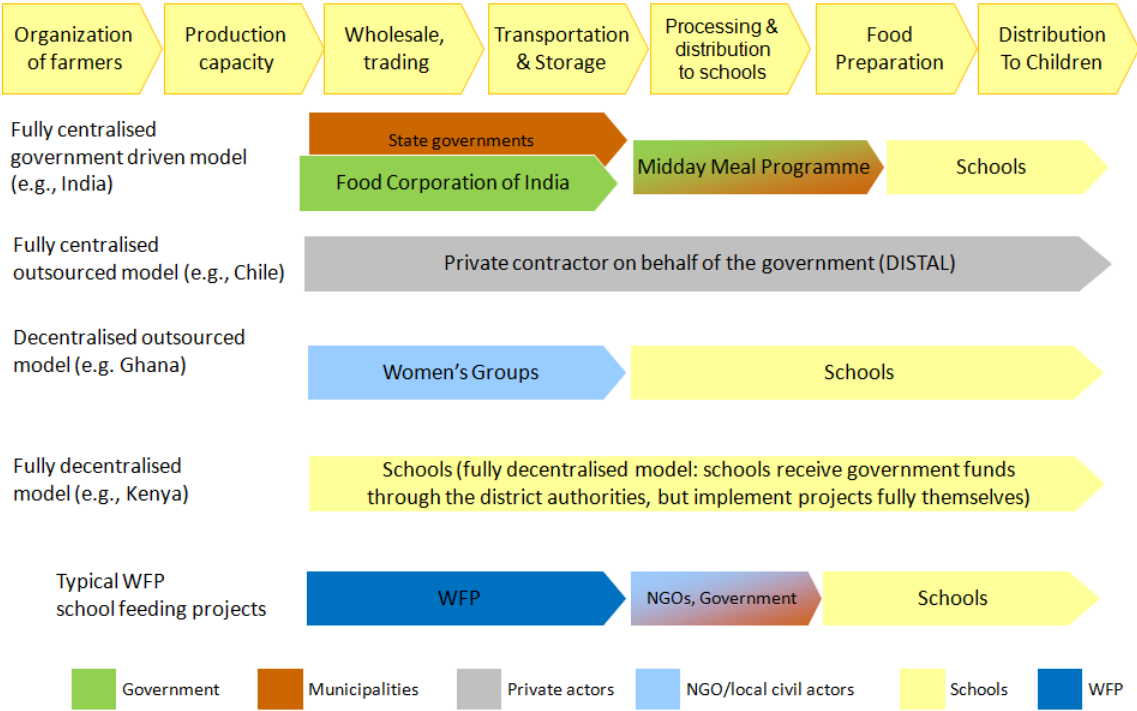 Organization
of farmers
Production
capacity
Wholesale,
trading
Transportation
& Storage
Processing &
distribution
to schools
Food
Preparation
Distribution
To Children
Fully centralised
government driven model
(e.g., India)
State governments
Food Corporation of India
Midday Meal Programme
Schools
Fully centralised
outsourced model (e.g., Chile)
Private contractor on behalf of the government (DISTAL)
Decentralised outsourced
model (e.g. Ghana)
Women's Groups
Schools
Fully decentralised
model (e.g., Kenya)
Schools (fully decentralised model: schools receive government funds
through the district authorities, but implement projects fully themselves)
Typical WFP
school feeding projects
WFP
NGOs, Government
Schools
Government
Municipalities
Private actors
NGO/local civil actors
Schools
WFP